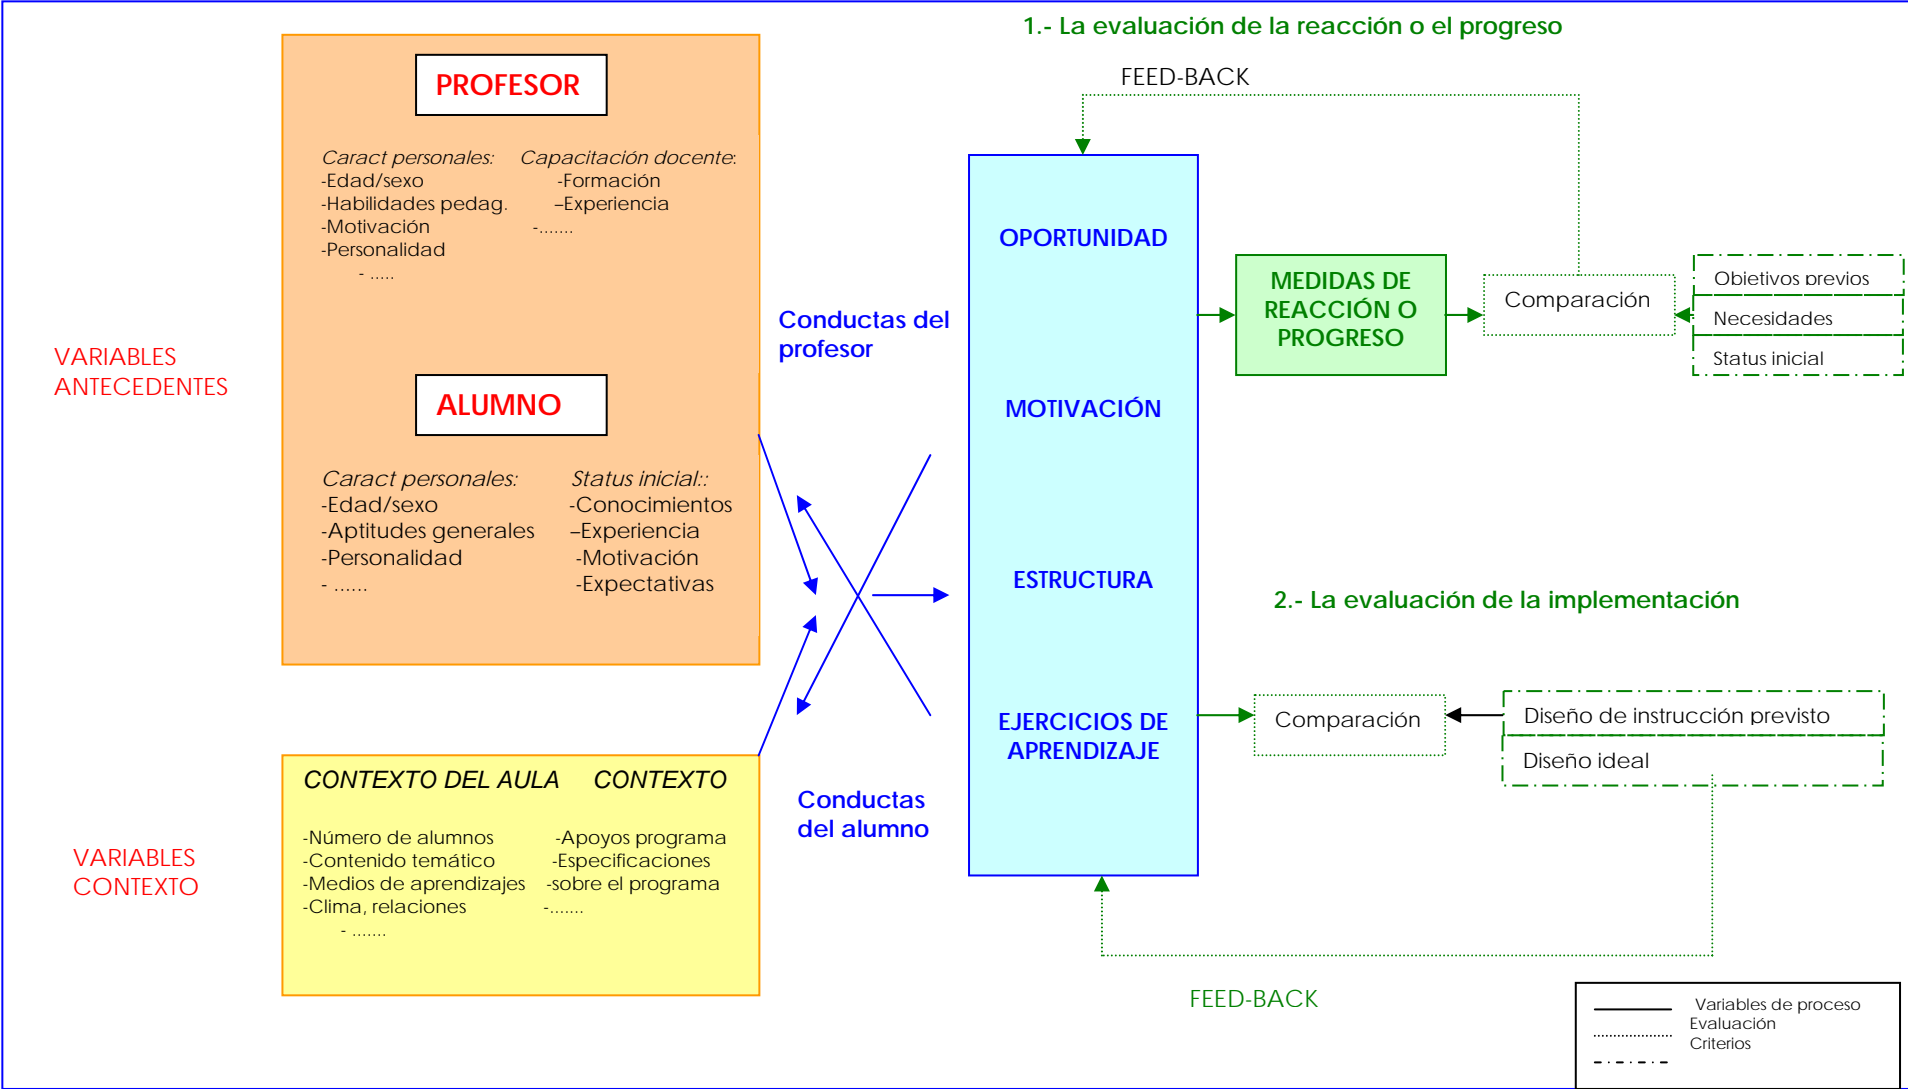 1.- La evaluación de la reacción o el progreso
FEED-BACK
PROFESOR
Caract personales: Capacitación docente:
-Edad/sexo -Formación
-Habilidades pedag. –Experiencia
-Motivación -.......
-Personalidad
- .....
ALUMNO
Caract personales: Status inicial::
-Edad/sexo -Conocimientos
-Aptitudes generales –Experiencia
-Personalidad -Motivación
- ...... -Expectativas
VARIABLES
ANTECEDENTES
Conductas del
profesor
OPORTUNIDAD
MOTIVACIÓN
ESTRUCTURA
EJERCICIOS DE
APRENDIZAJE
MEDIDAS DE
REACCIÓN O
PROGRESO
Comparación
Objetivos previos
Necesidades
Status inicial
2.- La evaluación de la implementación
Comparación
Diseño de instrucción previsto
Diseño ideal
CONTEXTO DEL AULA CONTEXTO
-Número de alumnos -Apoyos programa
-Contenido temático -Especificaciones
-Medios de aprendizajes -sobre el programa
-Clima, relaciones -.......
- .......
VARIABLES
CONTEXTO
Conductas
del alumno
FEED-BACK
Variables de proceso
Evaluación
Criterios